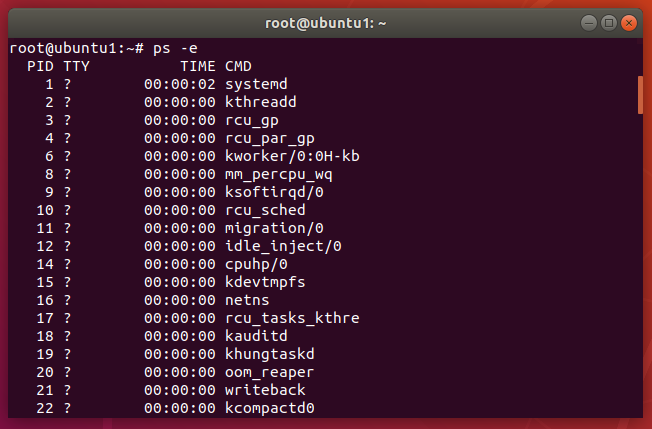 root@ubuntu1: ~
root@ubuntu1:~# ps -e
  PID TTY          TIME CMD
    1 ?        00:00:02 systemd
    2 ?        00:00:00 kthreadd
    3 ?        00:00:00 rcu_gp
    4 ?        00:00:00 rcu_par_gp
    6 ?        00:00:00 kworker/0:0H-kb
    8 ?        00:00:00 mm_percpu_wq
    9 ?        00:00:00 ksoftirqd/0
   10 ?        00:00:00 rcu_sched
   11 ?        00:00:00 migration/0
   12 ?        00:00:00 idle_inject/0
   14 ?        00:00:00 cpuhp/0
   15 ?        00:00:00 kdevtmpfs
   16 ?        00:00:00 netns
   17 ?        00:00:00 rcu_tasks_kthre
   18 ?        00:00:00 kauditd
   19 ?        00:00:00 khungtaskd
   20 ?        00:00:00 oom_reaper
   21 ?        00:00:00 writeback
   22 ?        00:00:00 kcompactd0